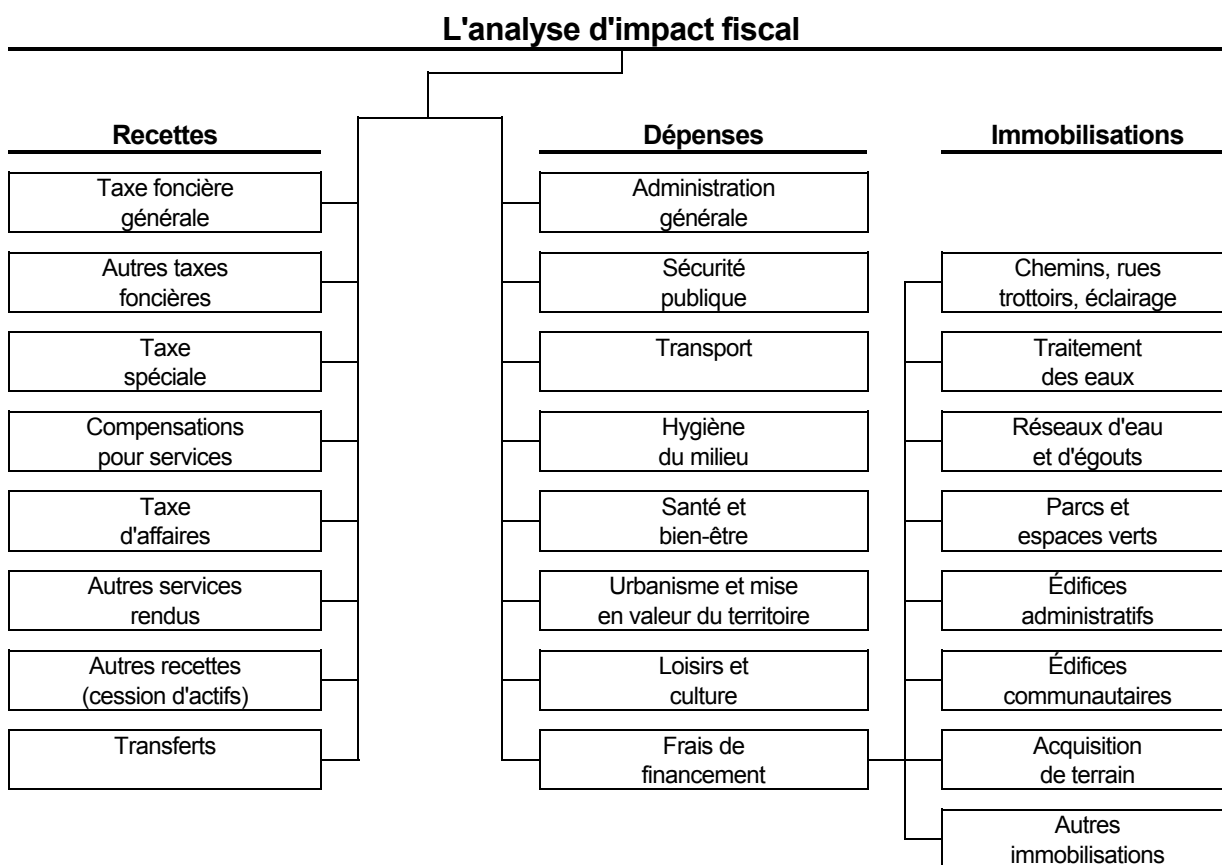 L'analyse d'impact fiscal
Recettes
Taxe foncière
générale
Autres taxes
foncières
Taxe
spéciale
Compensations
pour services
Taxe
d'affaires
Autres services
rendus
Autres recettes
(cession d'actifs)
Transferts
Dépenses
Administration
générale
Sécurité
publique
Transport
Hygiène
du milieu
Santé et
bien-être
Urbanisme et mise
en valeur du territoire
Loisirs et
culture
Frais de
financement
Immobilisations
Chemins, rues
trottoirs, éclairage
Traitement
des eaux
Réseaux d'eau
et d'égouts
Parcs et
espaces verts
Édifices
administratifs
Édifices
communautaires
Acquisition
de terrain
Autres
immobilisations